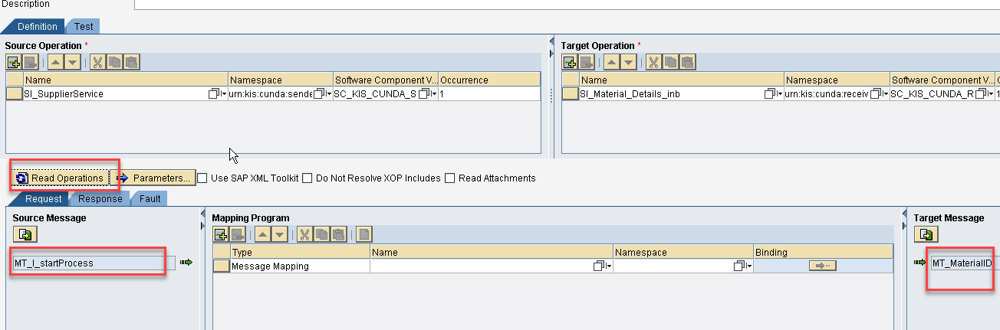 Description
Definition Test
Source Operation *
Name Namespace Software Component V... Occurrence
SI_SupplierService urn:kis:cunda:sende SC_KIS_CUNDA_S 1
Target Operation *
Name Namespace Software Component V...
SI_Material_Details_inb urn:kis:cunda:receiv SC_KIS_CUNDA_R 1
Read Operations Parameters... Use SAP XML Toolkit Do Not Resolve XOP Includes Read Attachments
Request Response Fault
Source Message
MT_I_startProcess
Mapping Program
Type Name Namespace Binding
Message Mapping
Target Message
MT_MaterialID